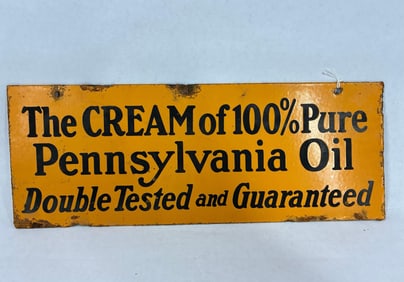 The CREAM of 100% Pure
Pennsylvania Oil
Double Tested and Guaranteed